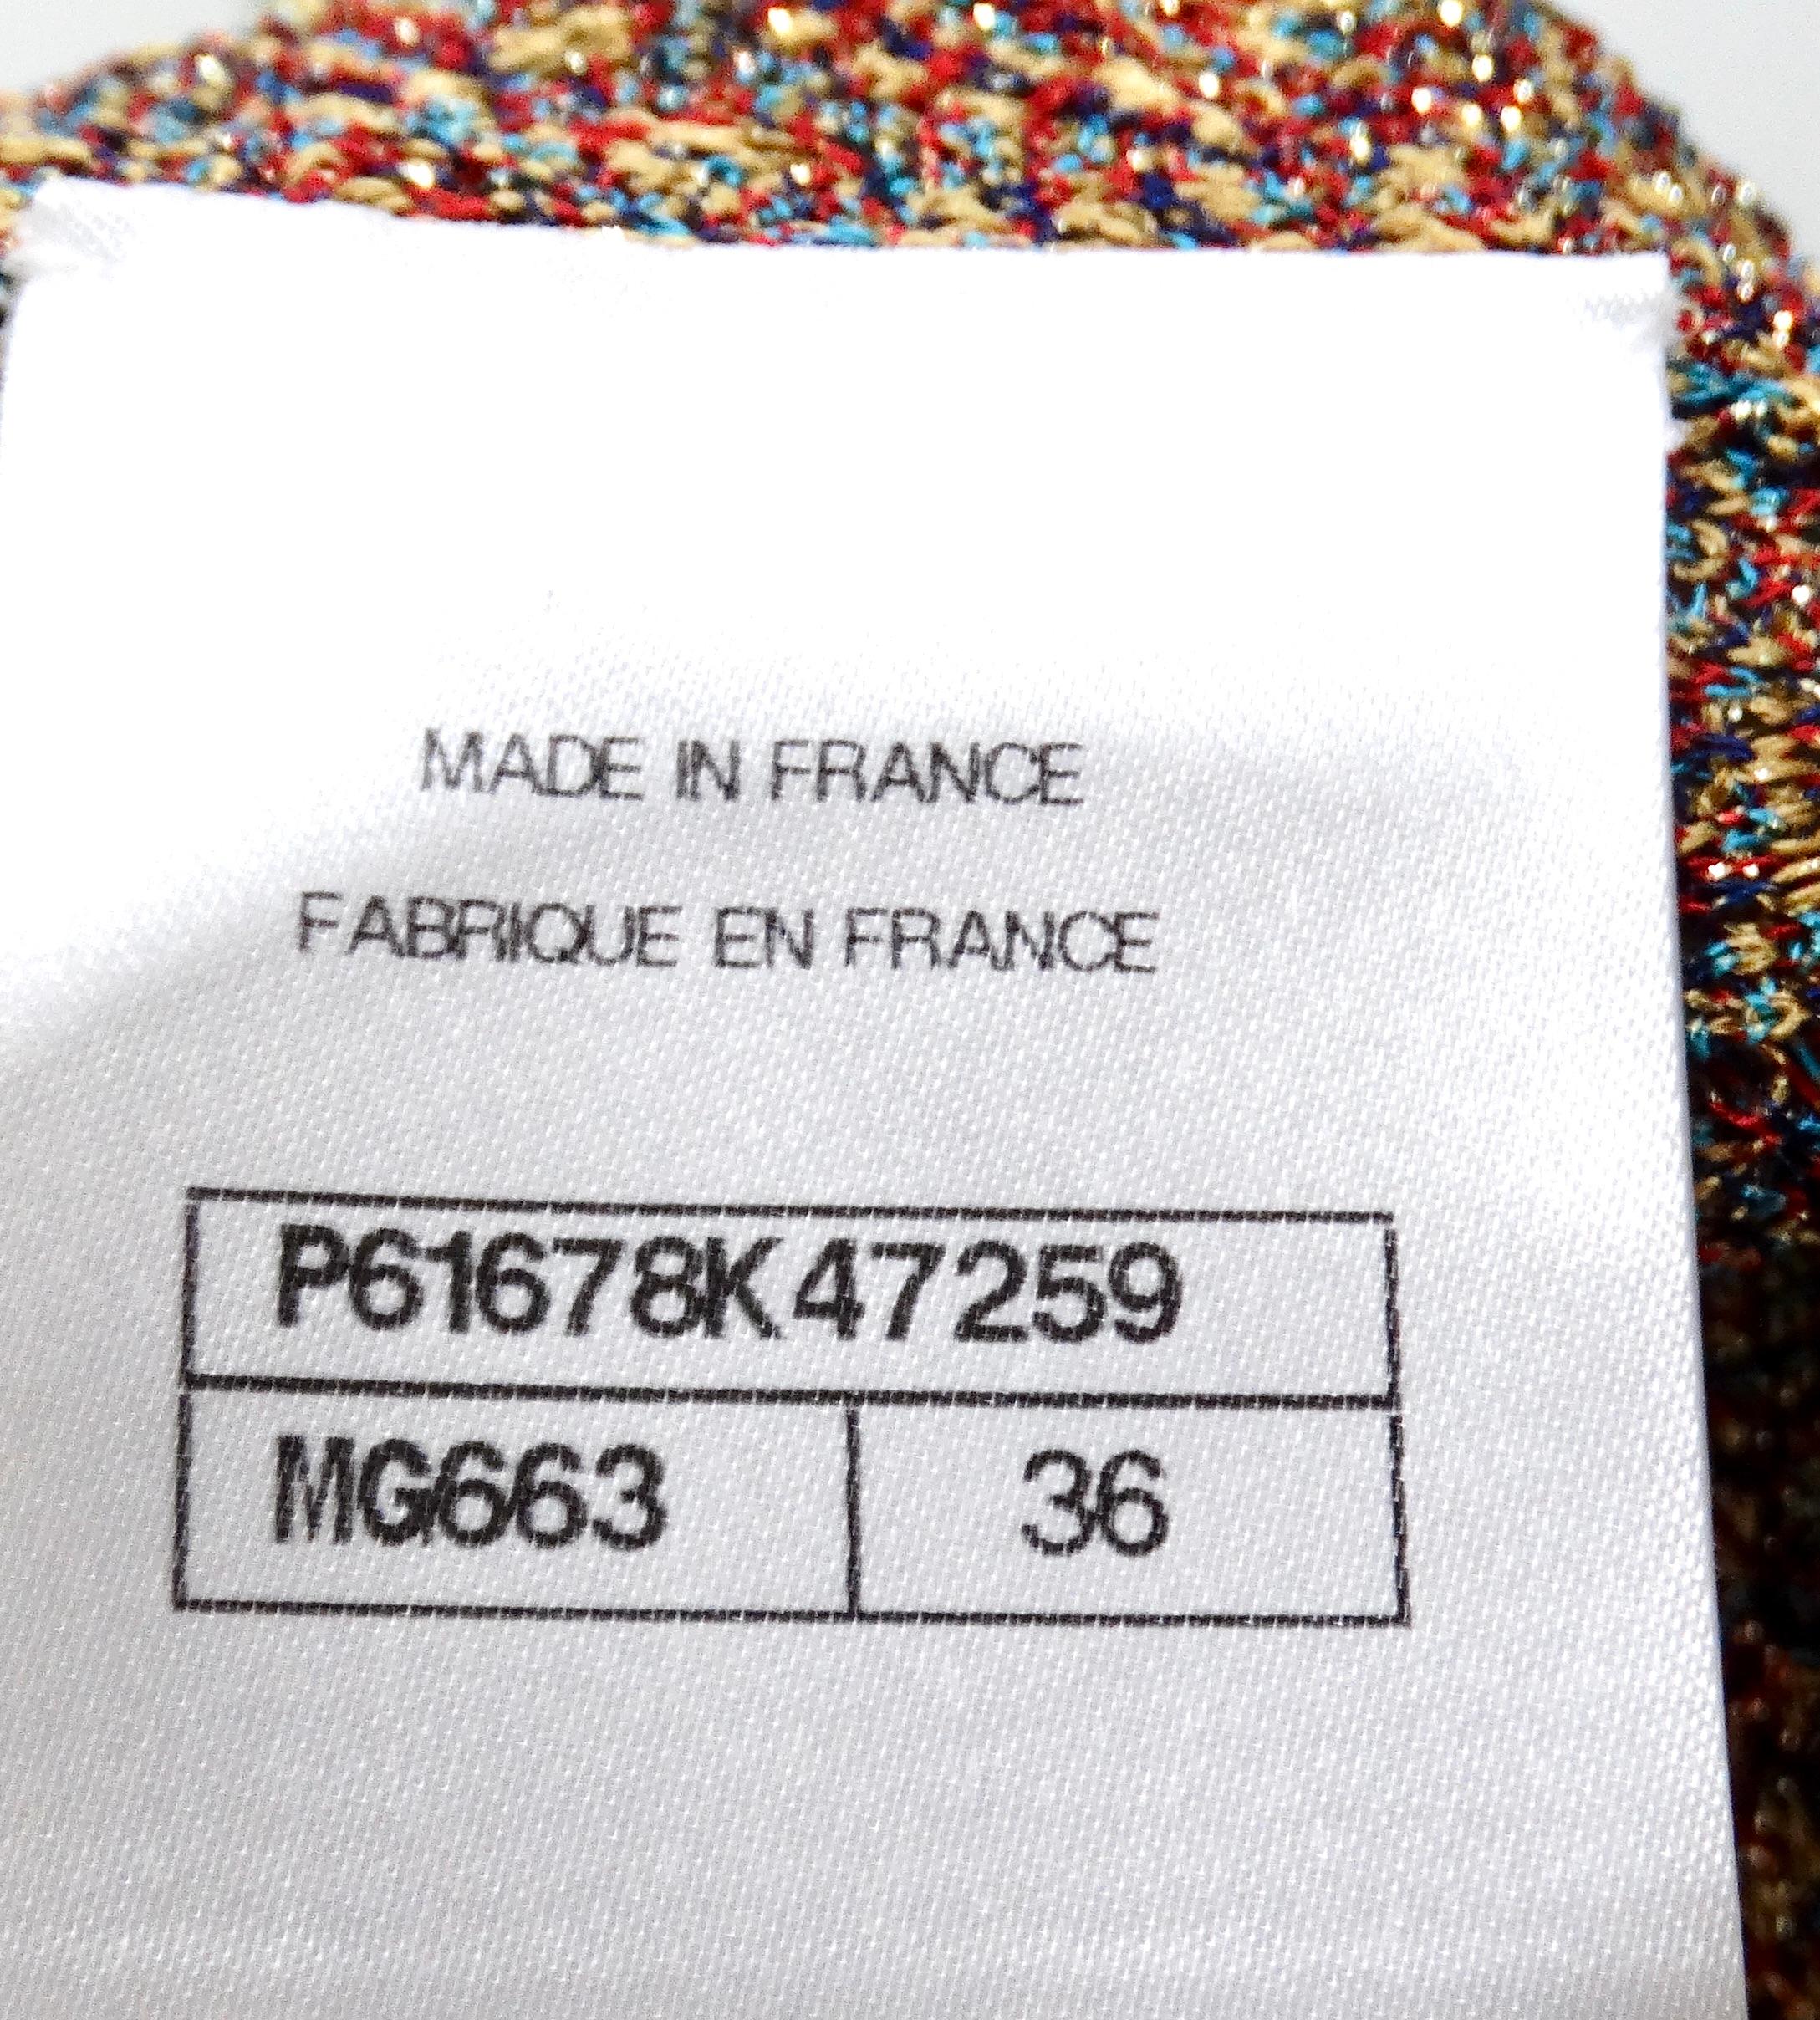 MADE IN FRANCE
FABRIQUE EN FRANCE
P61678K47259
MG663 36